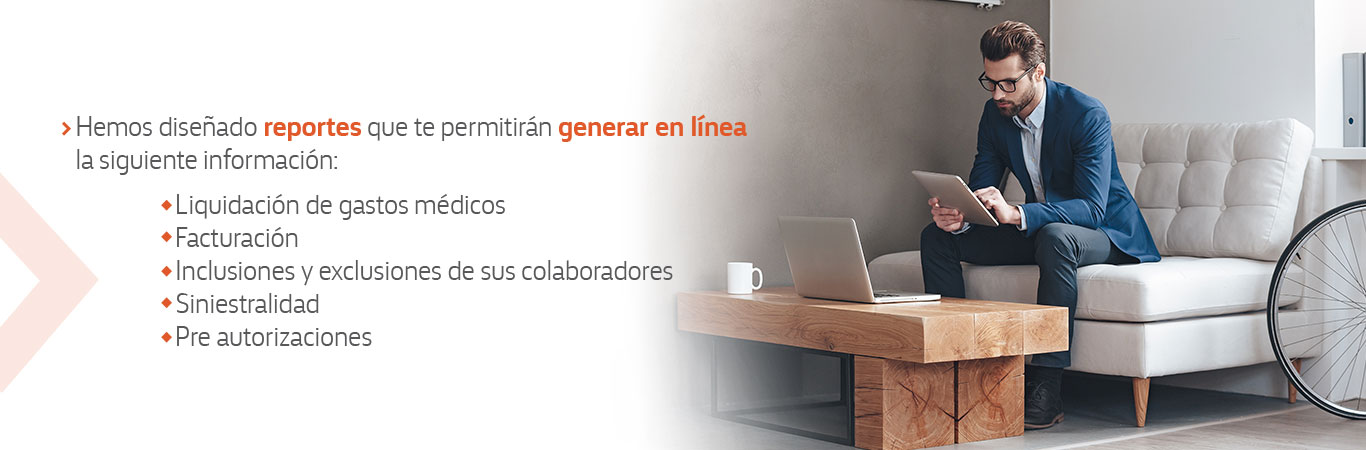 Hemos diseñado reportes que te permitirán generar en línea
la siguiente información:
Liquidación de gastos médicos
Facturación
Inclusiones y exclusiones de sus colaboradores
Siniestralidad
Pre autorizaciones